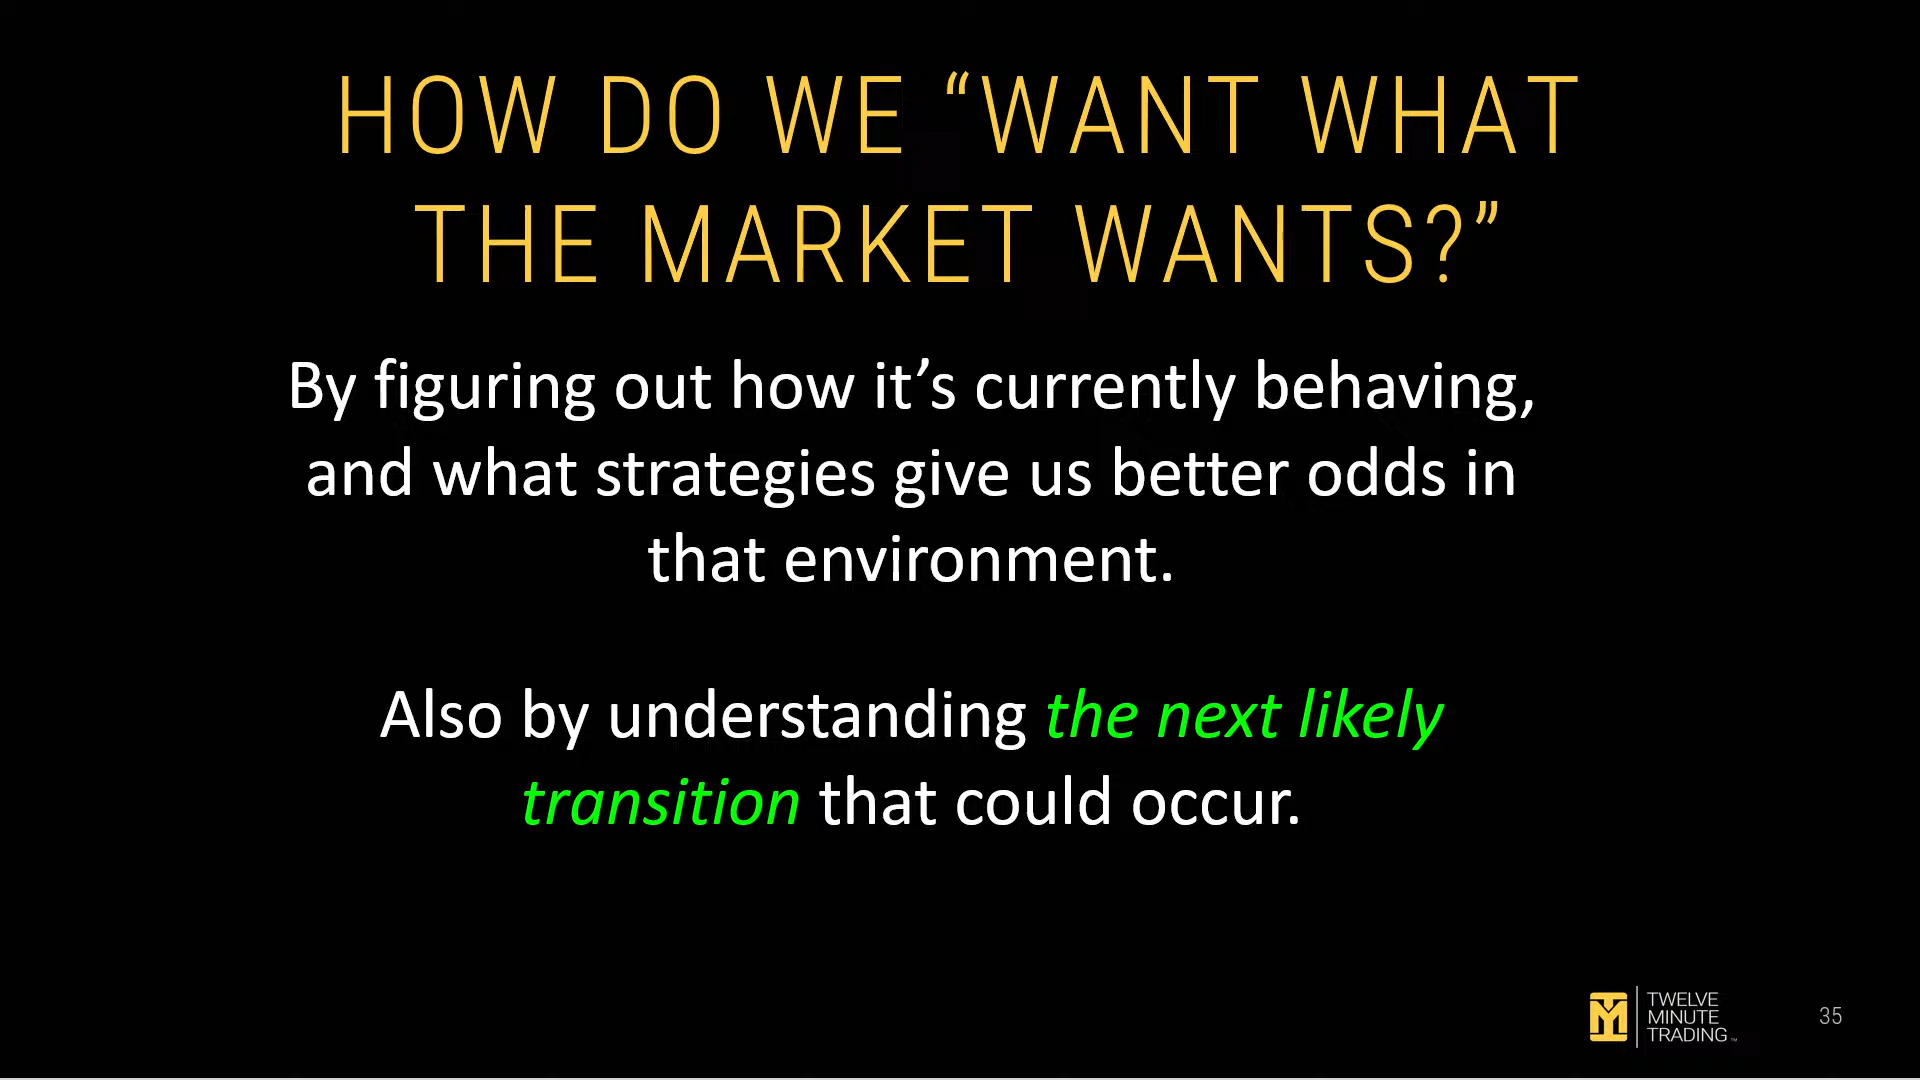 HOW DO WE “WANT WHAT
THE MARKET WANTS?”
By figuring out how it’s currently behaving,
and what strategies give us better odds in
that environment.
Also by understanding the next likely
transition that could occur.
TWELVE
MINUTE
TRADING™
35